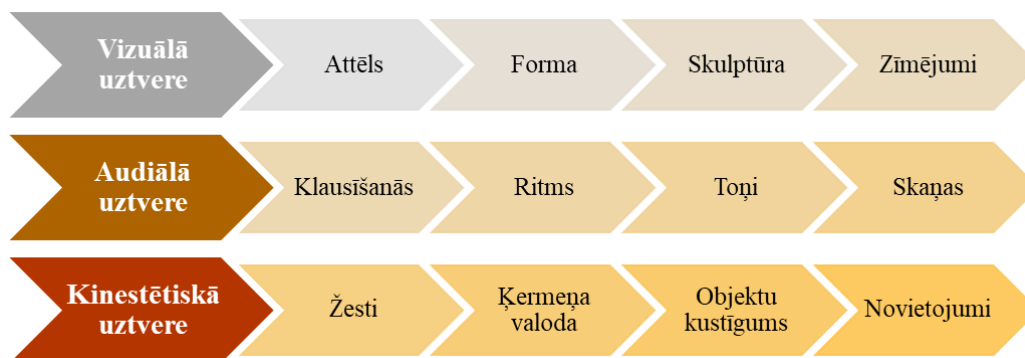 Vizuālā
uztvere
Attēls
Forma
Skulptūra
Zīmējumi
Audiālā
uztvere
Klausīšanās
Ritms
Toņi
Skaņas
Kinestētiskā
uztvere
Žesti
Ķermeņa
valoda
Objektu
kustīgums
Novietojumi